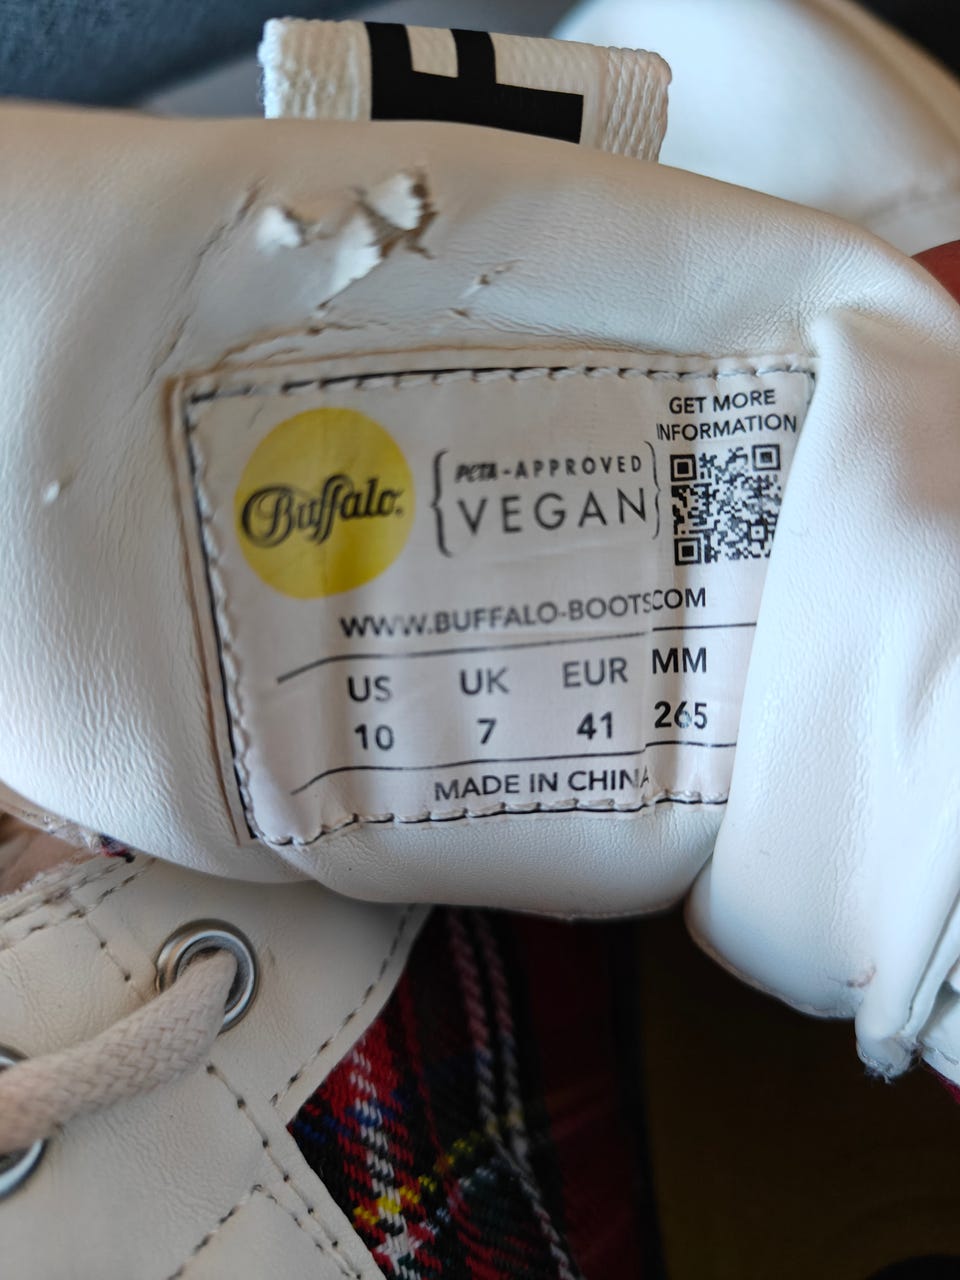 Buffalo.
PETA-APPROVED
VEGAN
GET MORE
INFORMATION
WWW.BUFFALO-BOOTS.COM
US UK EUR MM
10 7 41 265
MADE IN CHINA